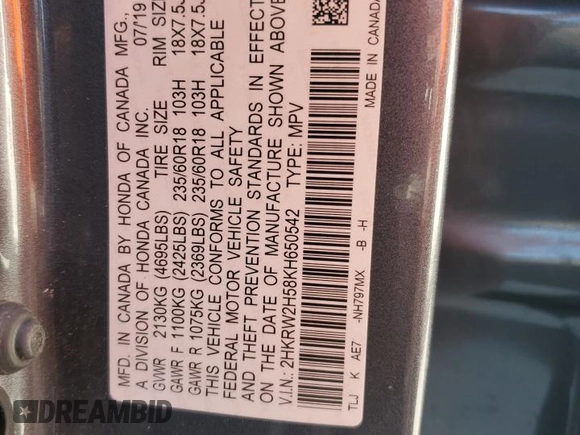 MFD. IN CANADA BY HONDA OF CANADA MFG., 07/19
A DIVISION OF HONDA CANADA INC.
TIRE SIZE RIM SIZE
GVWR 2130KG (4695LBS)
GAWR F 1100KG (2425LBS) 235/60R18 103H 18X7.5J
GAWR R 1075KG (2369LBS) 235/60R18 103H 18X7.5J
THIS VEHICLE CONFORMS TO ALL APPLICABLE
FEDERAL MOTOR VEHICLE SAFETY
AND THEFT PREVENTION STANDARDS IN EFFECT
ON THE DATE OF MANUFACTURE SHOWN ABOVE.
V.I.N.: 2HKRW2H58KH650542 TYPE: MPV
TLJ K AE7 -NH797MX -B -H MADE IN CANADA
DREAMBID